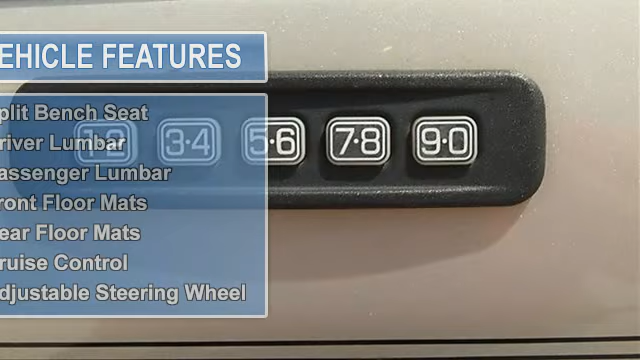 EHICLE FEATURES
plit Bench Seat
river Lumbar
assenger Lumbar
ront Floor Mats
ear Floor Mats
ruise Control
djustable Steering Wheel
1·2 3·4 5·6 7·8 9·0